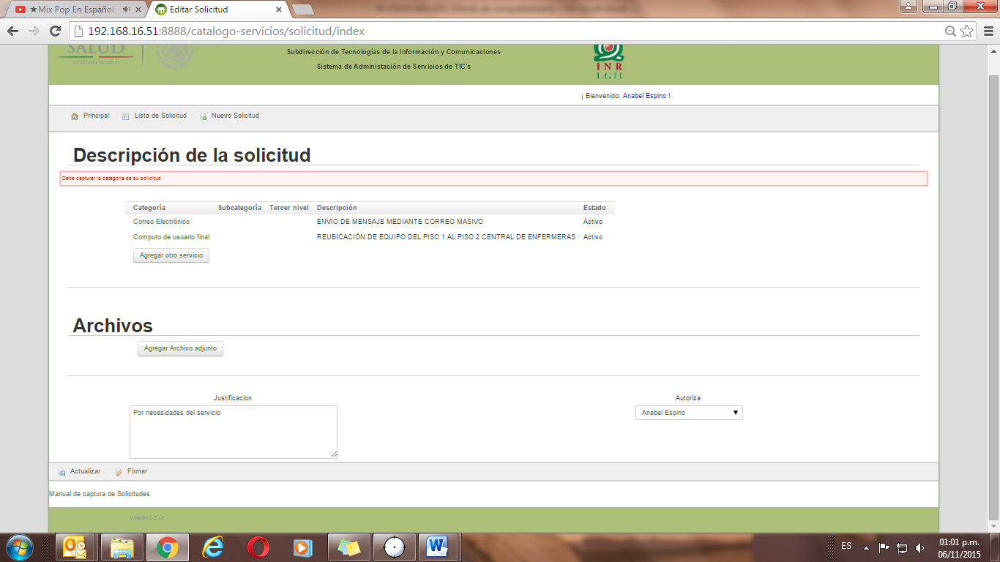 ★Mix Pop En Español
Editar Solicitud
192.168.16.51:8888/catalogo-servicios/solicitud/index
SALUD
SECRETARÍA DE SALUD
Subdirección de Tecnologías de la Información y Comunicaciones
Sistema de Administación de Servicios de TIC's
INR
LGII
¡ Bienvenido: Anabel Espino !
Principal Lista de Solicitud Nuevo Solicitud
Descripción de la solicitud
Debe capturar la categoria de su solicitud
Categoría Subcategoría Tercer nivel Descripción Estado
Correo Electrónico ENVIO DE MENSAJE MEDIANTE CORREO MASIVO Activo
Computo de usuario final REUBICACIÓN DE EQUIPO DEL PISO 1 AL PISO 2 CENTRAL DE ENFERMERAS Activo
Agregar otro servicio
Archivos
Agregar Archivo adjunto
Justificacion Autoriza
Por necesidades del servicio Anabel Espino
Actualizar Firmar
Manual de captura de Solicitudes
Versión 0.3.13
ES 01:01 p.m.
06/11/2015